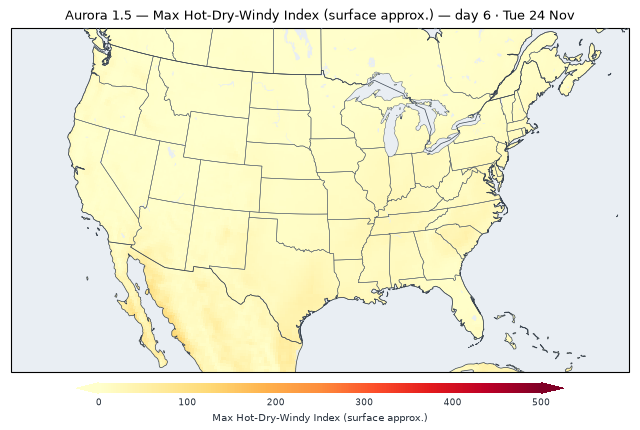 Aurora 1.5 — Max Hot-Dry-Windy Index (surface approx.) — day 6 · Tue 24 Nov
0 100 200 300 400 500
Max Hot-Dry-Windy Index (surface approx.)